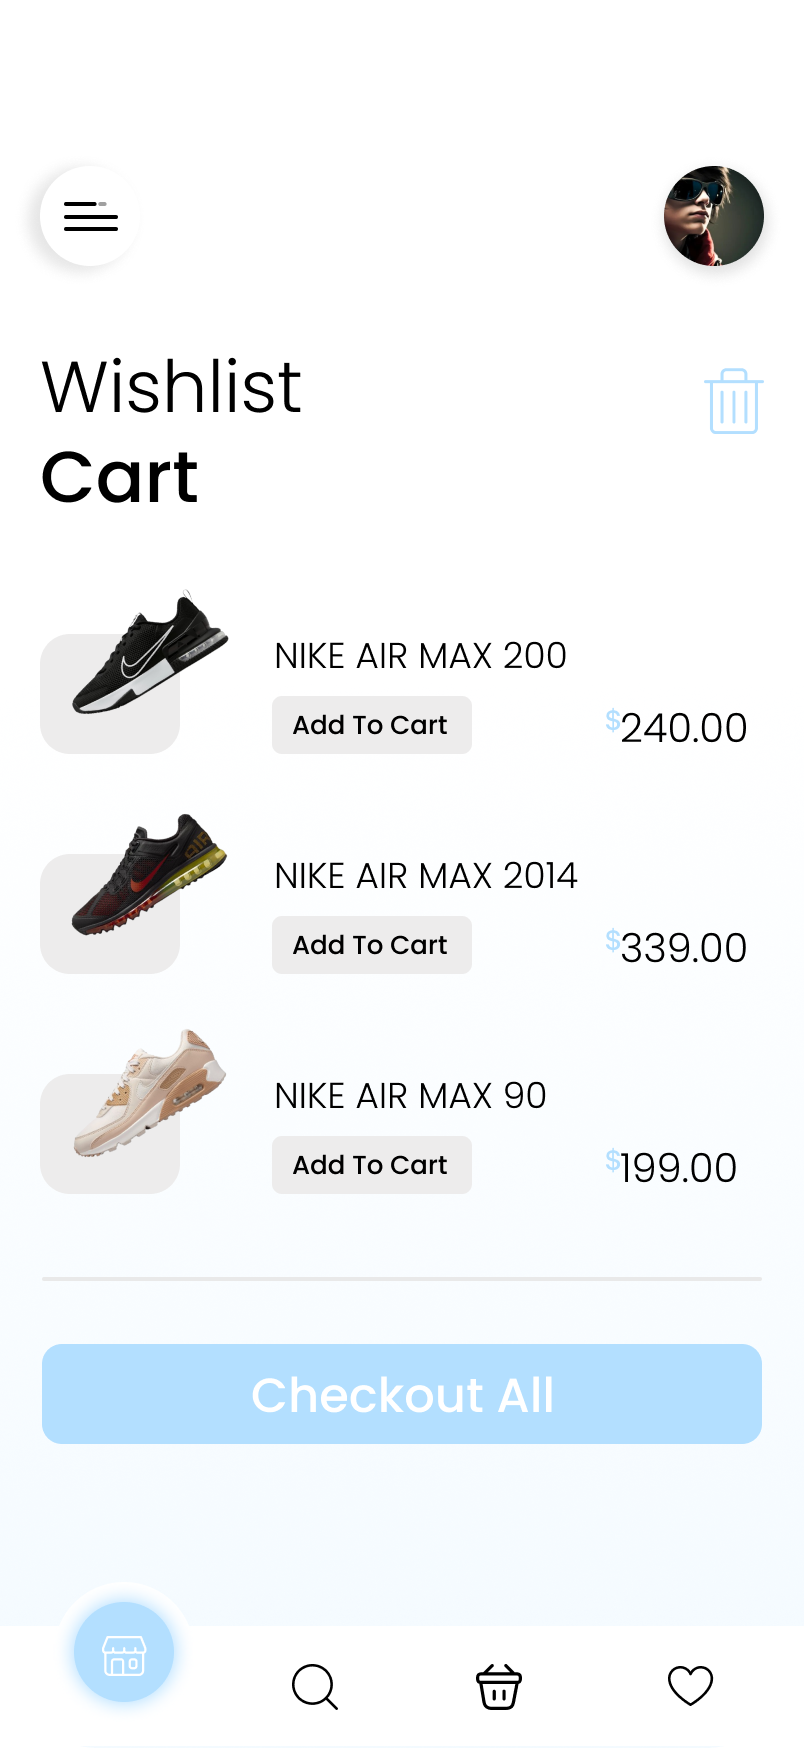 Wishlist
Cart
NIKE AIR MAX 200
Add To Cart
$240.00
NIKE AIR MAX 2014
Add To Cart
$339.00
NIKE AIR MAX 90
Add To Cart
$199.00
Checkout All